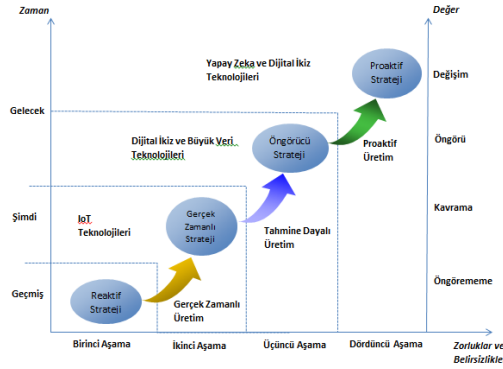 Zaman
Değer
Yapay Zeka ve Dijital İkiz
Teknolojileri
Proaktif
Strateji
Değişim
Gelecek
Dijital İkiz ve Büyük Veri
Teknolojileri
Öngörücü
Strateji
Proaktif
Üretim
Öngörü
Şimdi
IoT
Teknolojileri
Gerçek
Zamanlı
Strateji
Tahmine Dayalı
Üretim
Kavrama
Geçmiş
Reaktif
Strateji
Gerçek Zamanlı
Üretim
Öngörememe
Birinci Aşama
İkinci Aşama
Üçüncü Aşama
Dördüncü Aşama
Zorluklar ve
Belirsizlikle